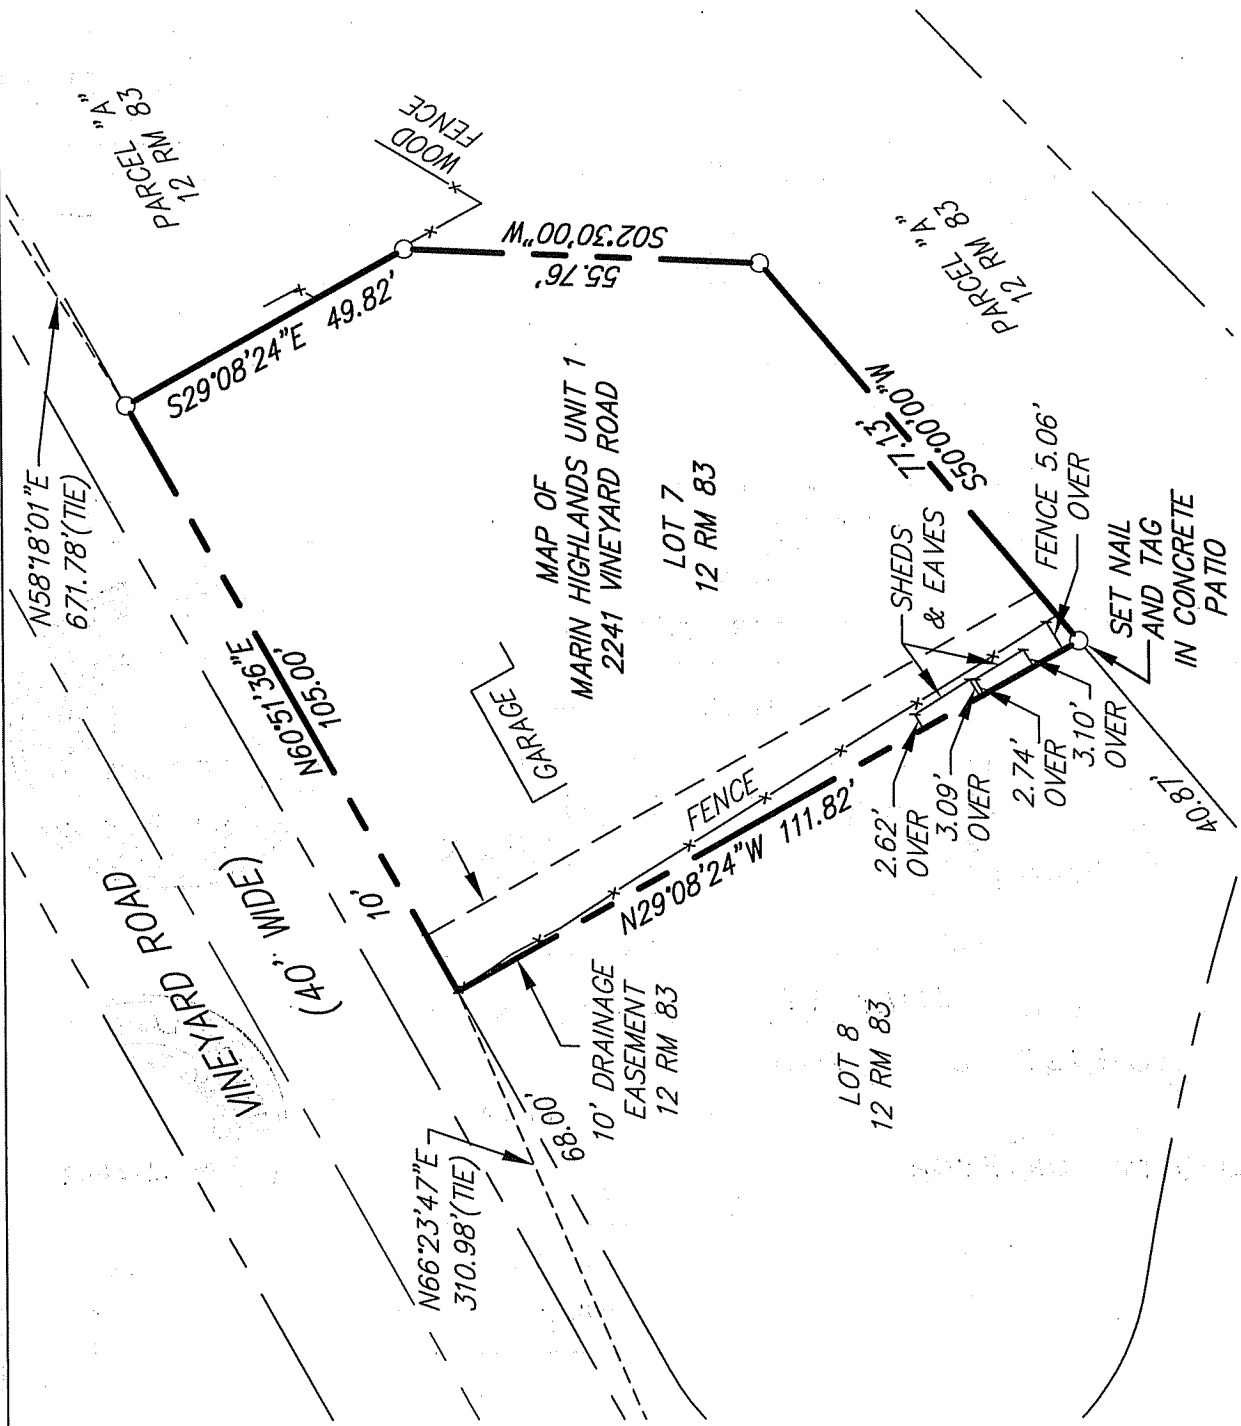 PARCEL "A"
12 RM 83
WOOD
FENCE
N58°18'01"E
671.78'(TIE)
S29°08'24"E 49.82'
S02°30'00"W
55.76'
PARCEL "A"
12 RM 83
N60°51'36"E
105.00'
MAP OF
MARIN HIGHLANDS UNIT 1
2241 VINEYARD ROAD
LOT 7
12 RM 83
77.13'
S50°00'00"W
GARAGE
SHEDS
& EAVES
FENCE 5.06'
OVER
SET NAIL
AND TAG
IN CONCRETE
PATIO
VINEYARD ROAD
(40' WIDE)
10'
FENCE
N29°08'24"W 111.82'
2.62'
OVER
3.09'
OVER
2.74'
OVER
3.10'
OVER
40.87'
10' DRAINAGE
EASEMENT
12 RM 83
LOT 8
12 RM 83
68.00'
N66°23'47"E
310.98'(TIE)